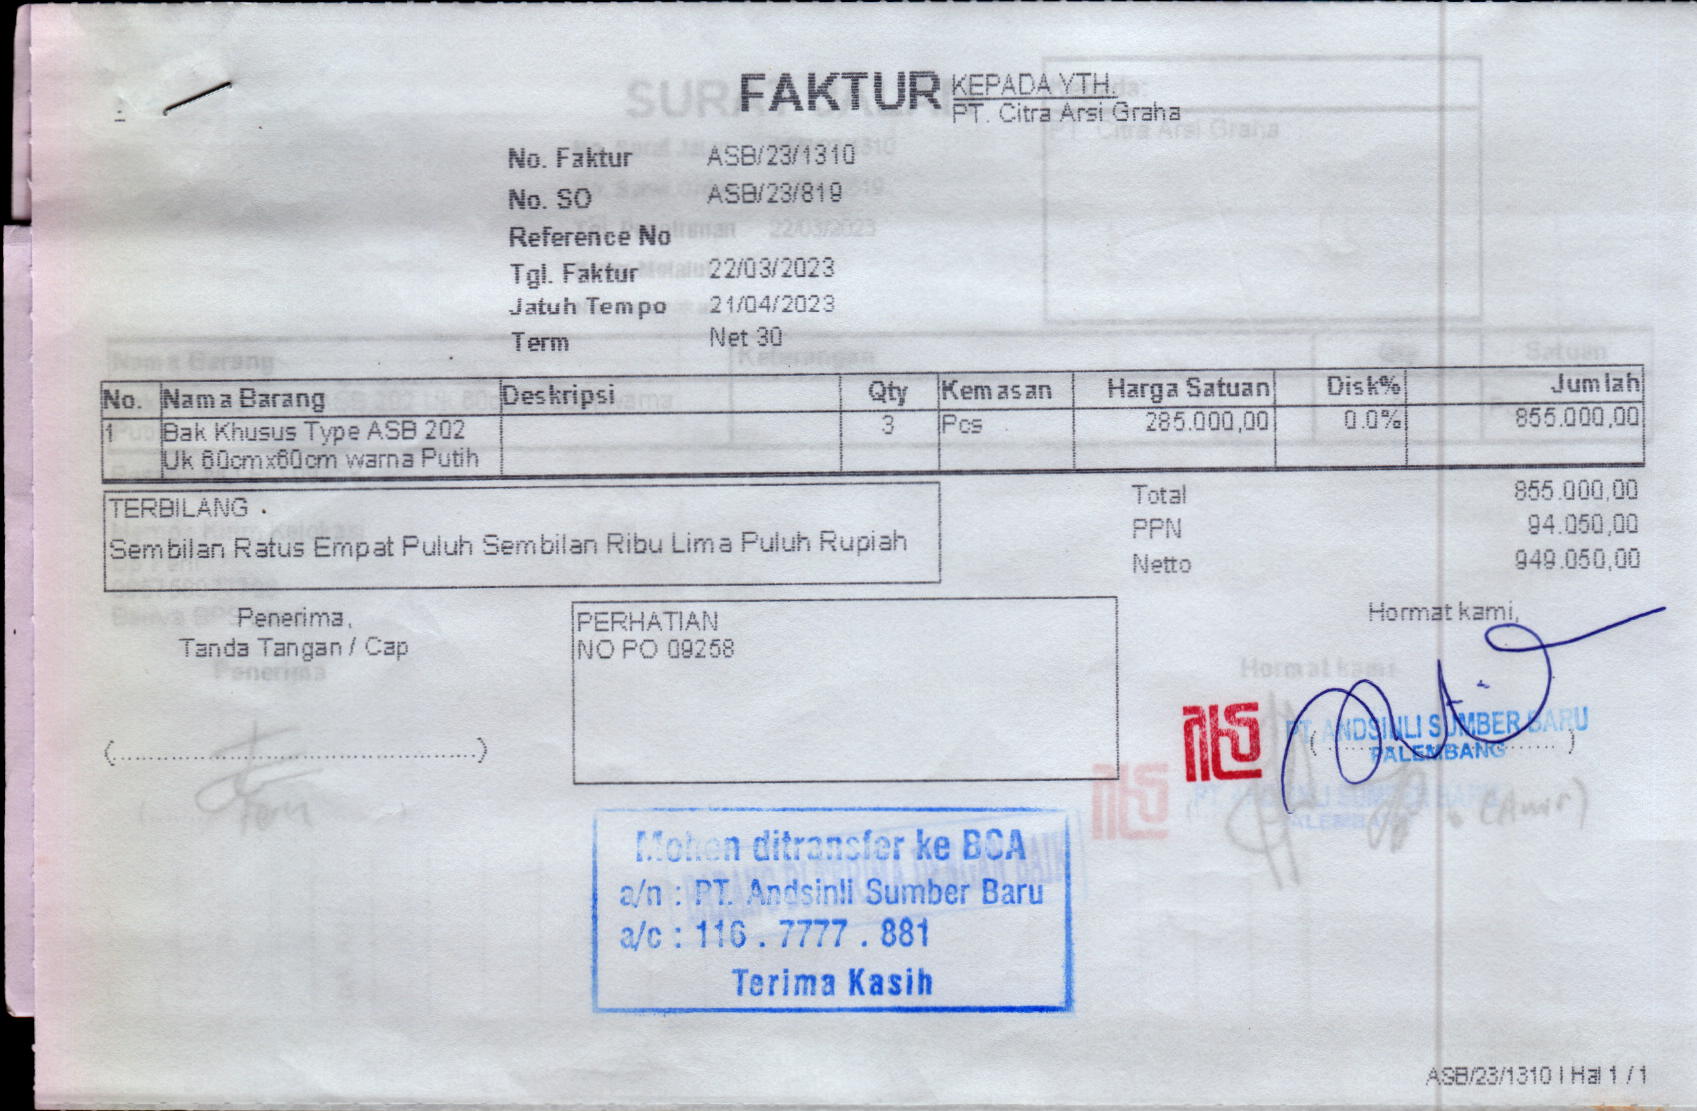 FAKTUR
KEPADA YTH.
PT. Citra Arsi Graha
No. Faktur ASB/23/1310
No. SO ASB/23/819
Reference No
Tgl. Faktur 22/03/2023
Jatuh Tempo 21/04/2023
Term Net 30
No. Nama Barang Deskripsi Qty Kemasan Harga Satuan Disk% Jumlah
1 Bak Khusus Type ASB 202 3 Pcs 285.000,00 0.0% 855.000,00
Uk 60cmx60cm warna Putih
TERBILANG .
Sembilan Ratus Empat Puluh Sembilan Ribu Lima Puluh Rupiah
Total 855.000,00
PPN 94.050,00
Netto 949.050,00
Penerima,
Tanda Tangan / Cap
PERHATIAN
NO PO 09258
Hormat kami,
PT. ANDSINLI SUMBER BARU
PALEMBANG
Mohon ditransfer ke BCA
a/n : PT. Andsinli Sumber Baru
a/c : 116 . 7777 . 881
Terima Kasih
ASB/23/1310 | Hal 1 / 1